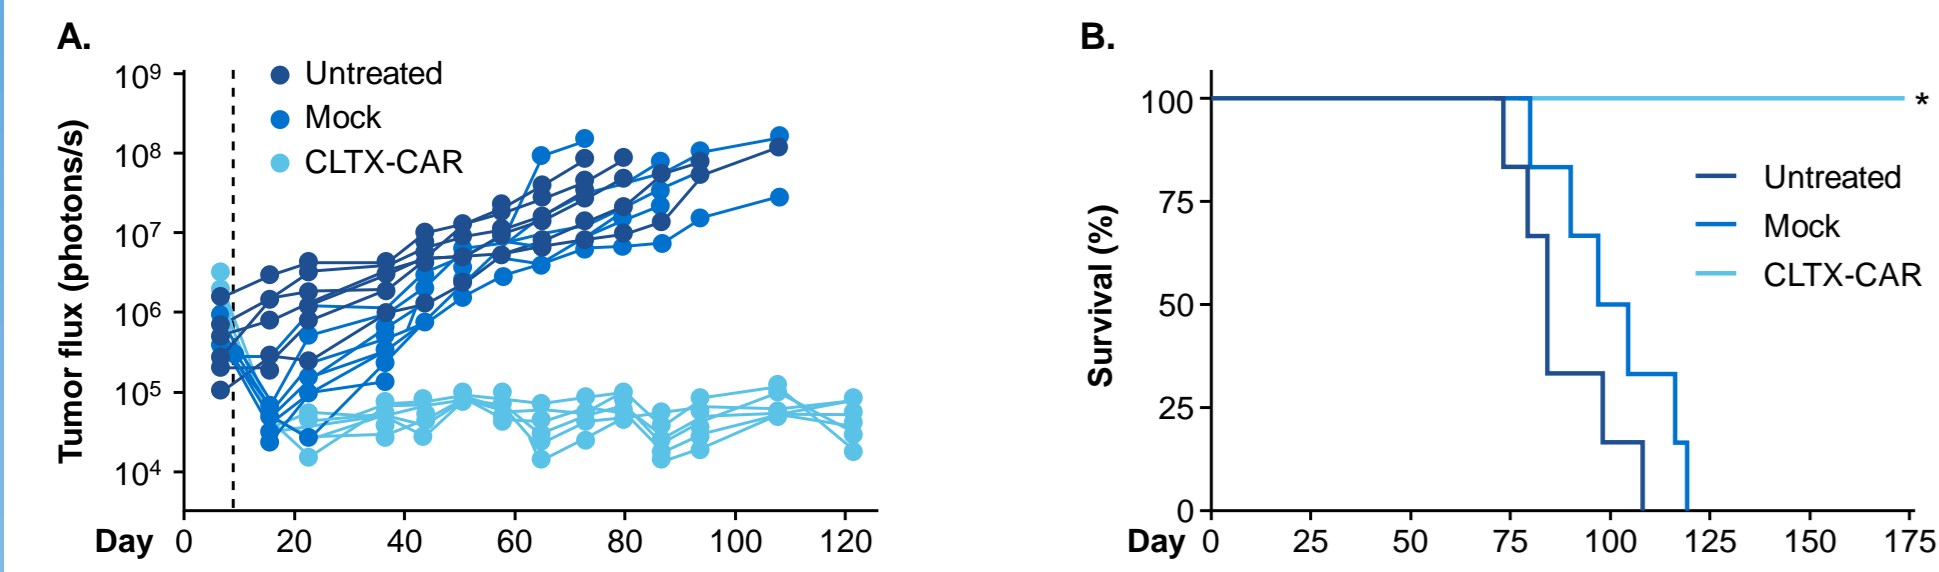 A.
Tumor flux (photons/s)
10⁹
10⁸
10⁷
10⁶
10⁵
10⁴
Untreated
Mock
CLTX-CAR
Day 0 20 40 60 80 100 120
B.
Survival (%)
100
75
50
25
0
*
Untreated
Mock
CLTX-CAR
Day 0 25 50 75 100 125 150 175